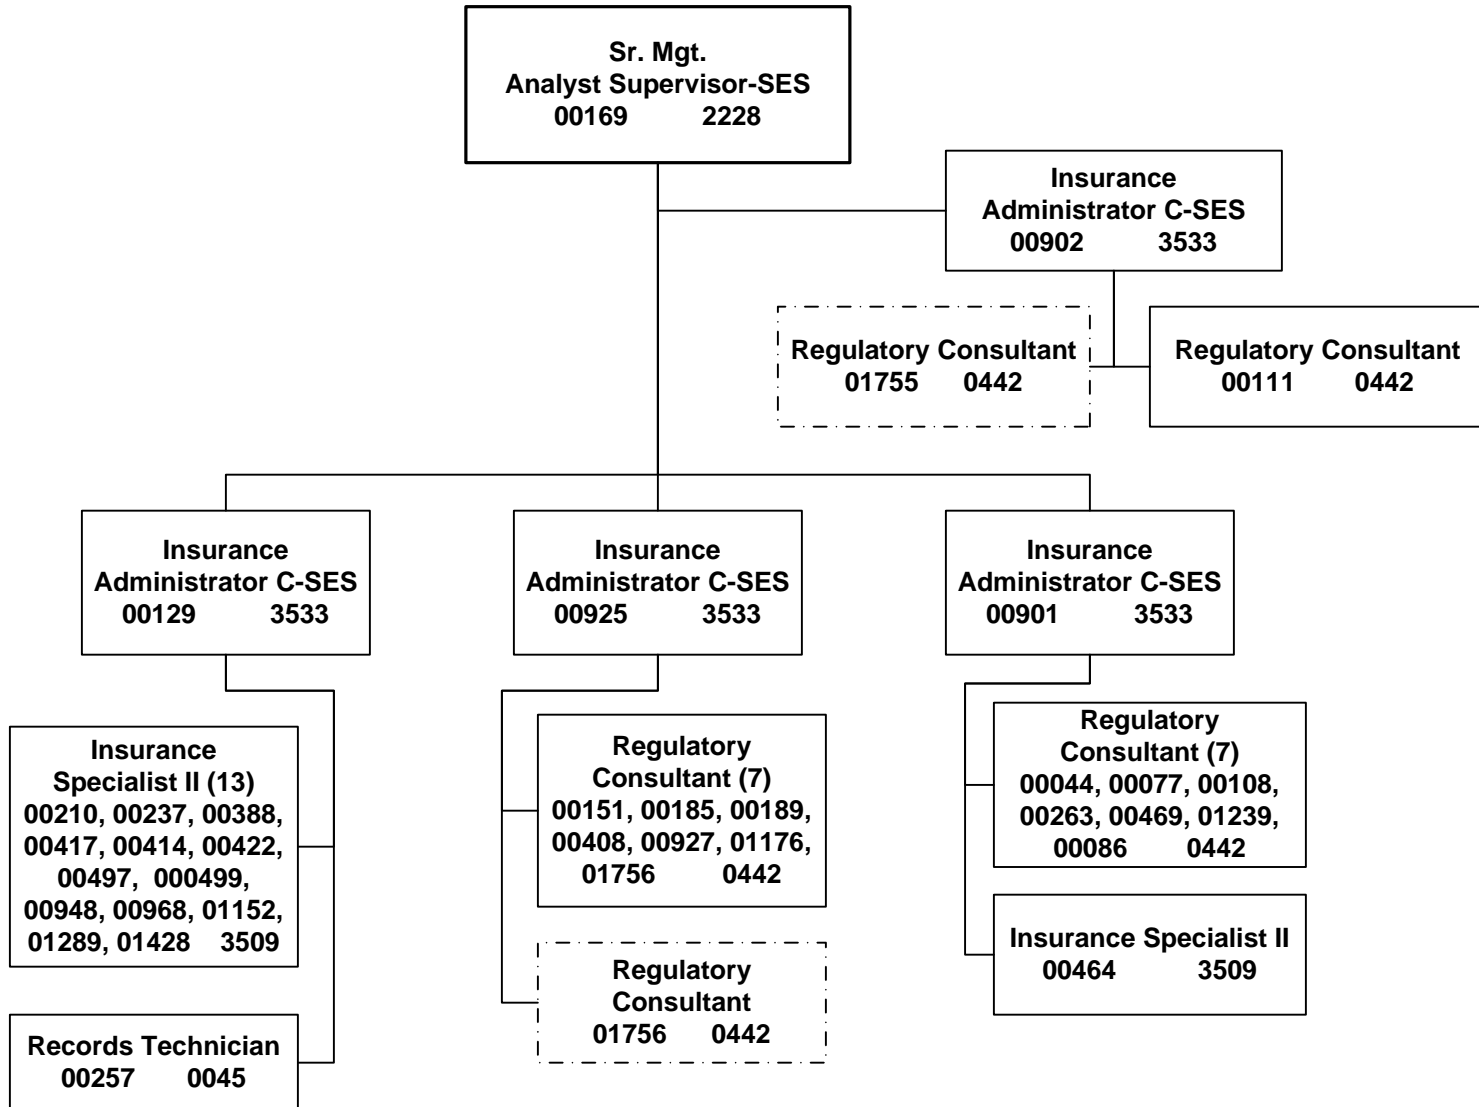 Sr. Mgt.
Analyst Supervisor-SES
00169 2228
Insurance
Administrator C-SES
00902 3533
Regulatory Consultant
01755 0442
Regulatory Consultant
00111 0442
Insurance
Administrator C-SES
00129 3533
Insurance
Administrator C-SES
00925 3533
Insurance
Administrator C-SES
00901 3533
Insurance
Specialist II (13)
00210, 00237, 00388,
00417, 00414, 00422,
00497, 000499,
00948, 00968, 01152,
01289, 01428 3509
Records Technician
00257 0045
Regulatory
Consultant (7)
00151, 00185, 00189,
00408, 00927, 01176,
01756 0442
Regulatory
Consultant
01756 0442
Regulatory
Consultant (7)
00044, 00077, 00108,
00263, 00469, 01239,
00086 0442
Insurance Specialist II
00464 3509